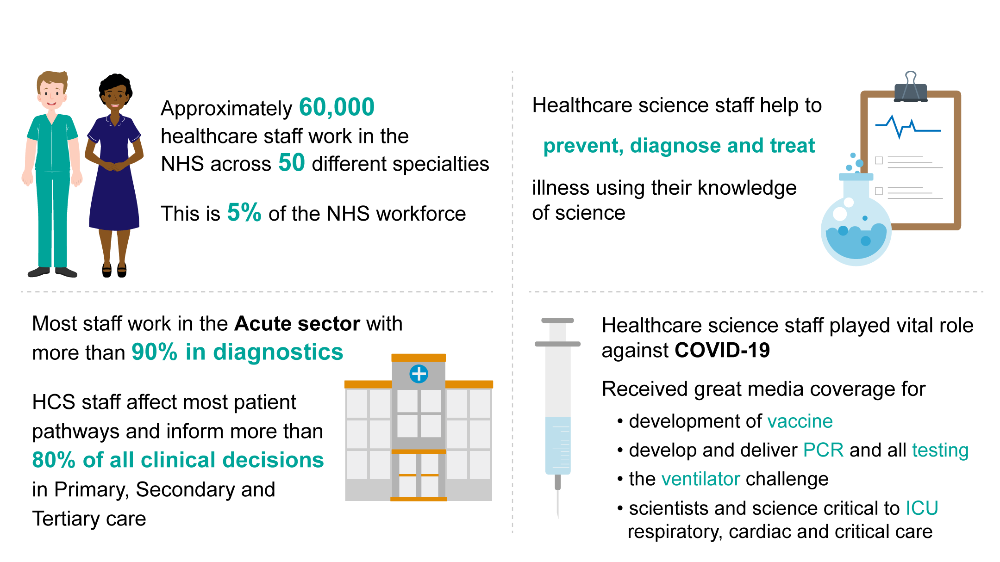 Approximately 60,000
healthcare staff work in the
NHS across 50 different specialties
This is 5% of the NHS workforce
Healthcare science staff help to
prevent, diagnose and treat
illness using their knowledge
of science
Most staff work in the Acute sector with
more than 90% in diagnostics
HCS staff affect most patient
pathways and inform more than
80% of all clinical decisions
in Primary, Secondary and
Tertiary care
Healthcare science staff played vital role
against COVID-19
Received great media coverage for
• development of vaccine
• develop and deliver PCR and all testing
• the ventilator challenge
• scientists and science critical to ICU
respiratory, cardiac and critical care